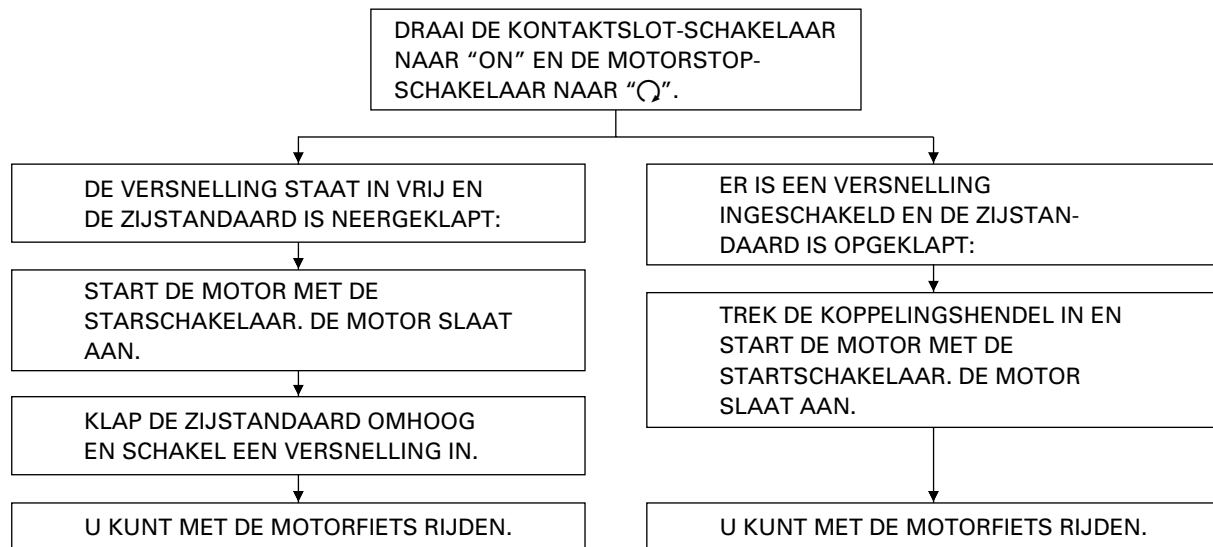 DRAAI DE KONTAKTSLOT-SCHAKELAAR
NAAR “ON” EN DE MOTORSTOP-
SCHAKELAAR NAAR “”.
DE VERSNELLING STAAT IN VRIJ EN
DE ZIJSTANDAARD IS NEERGEKLAPT:
START DE MOTOR MET DE
STARSCHAKELAAR. DE MOTOR SLAAT
AAN.
KLAP DE ZIJSTANDAARD OMHOOG
EN SCHAKEL EEN VERSNELLING IN.
U KUNT MET DE MOTORFIETS RIJDEN.
ER IS EEN VERSNELLING
INGESCHAKELD EN DE ZIJSTAN-
DAARD IS OPGEKLAPT:
TREK DE KOPPELINGSHENDEL IN EN
START DE MOTOR MET DE
STARTSCHAKELAAR. DE MOTOR
SLAAT AAN.
U KUNT MET DE MOTORFIETS RIJDEN.